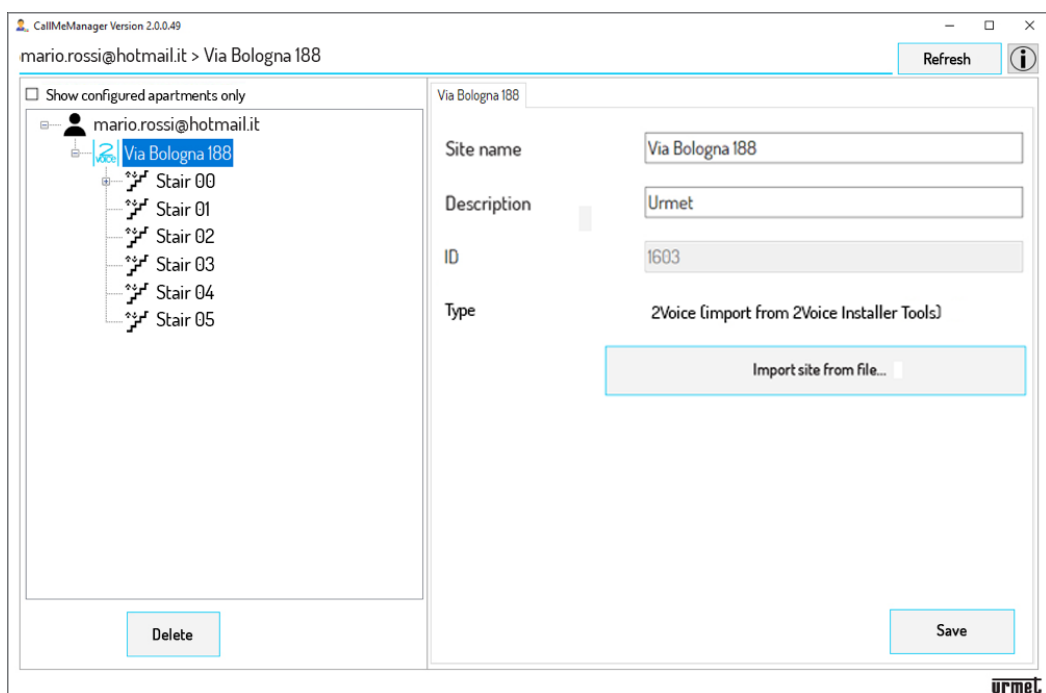 CallMeManager Version 2.0.0.49
mario.rossi@hotmail.it > Via Bologna 188
Refresh
Show configured apartments only
mario.rossi@hotmail.it
2 Voice Via Bologna 188
Stair 00
Stair 01
Stair 02
Stair 03
Stair 04
Stair 05
Delete
Via Bologna 188
Site name Via Bologna 188
Description Urmet
ID 1603
Type 2Voice (import from 2Voice Installer Tools)
Import site from file...
Save
urmet